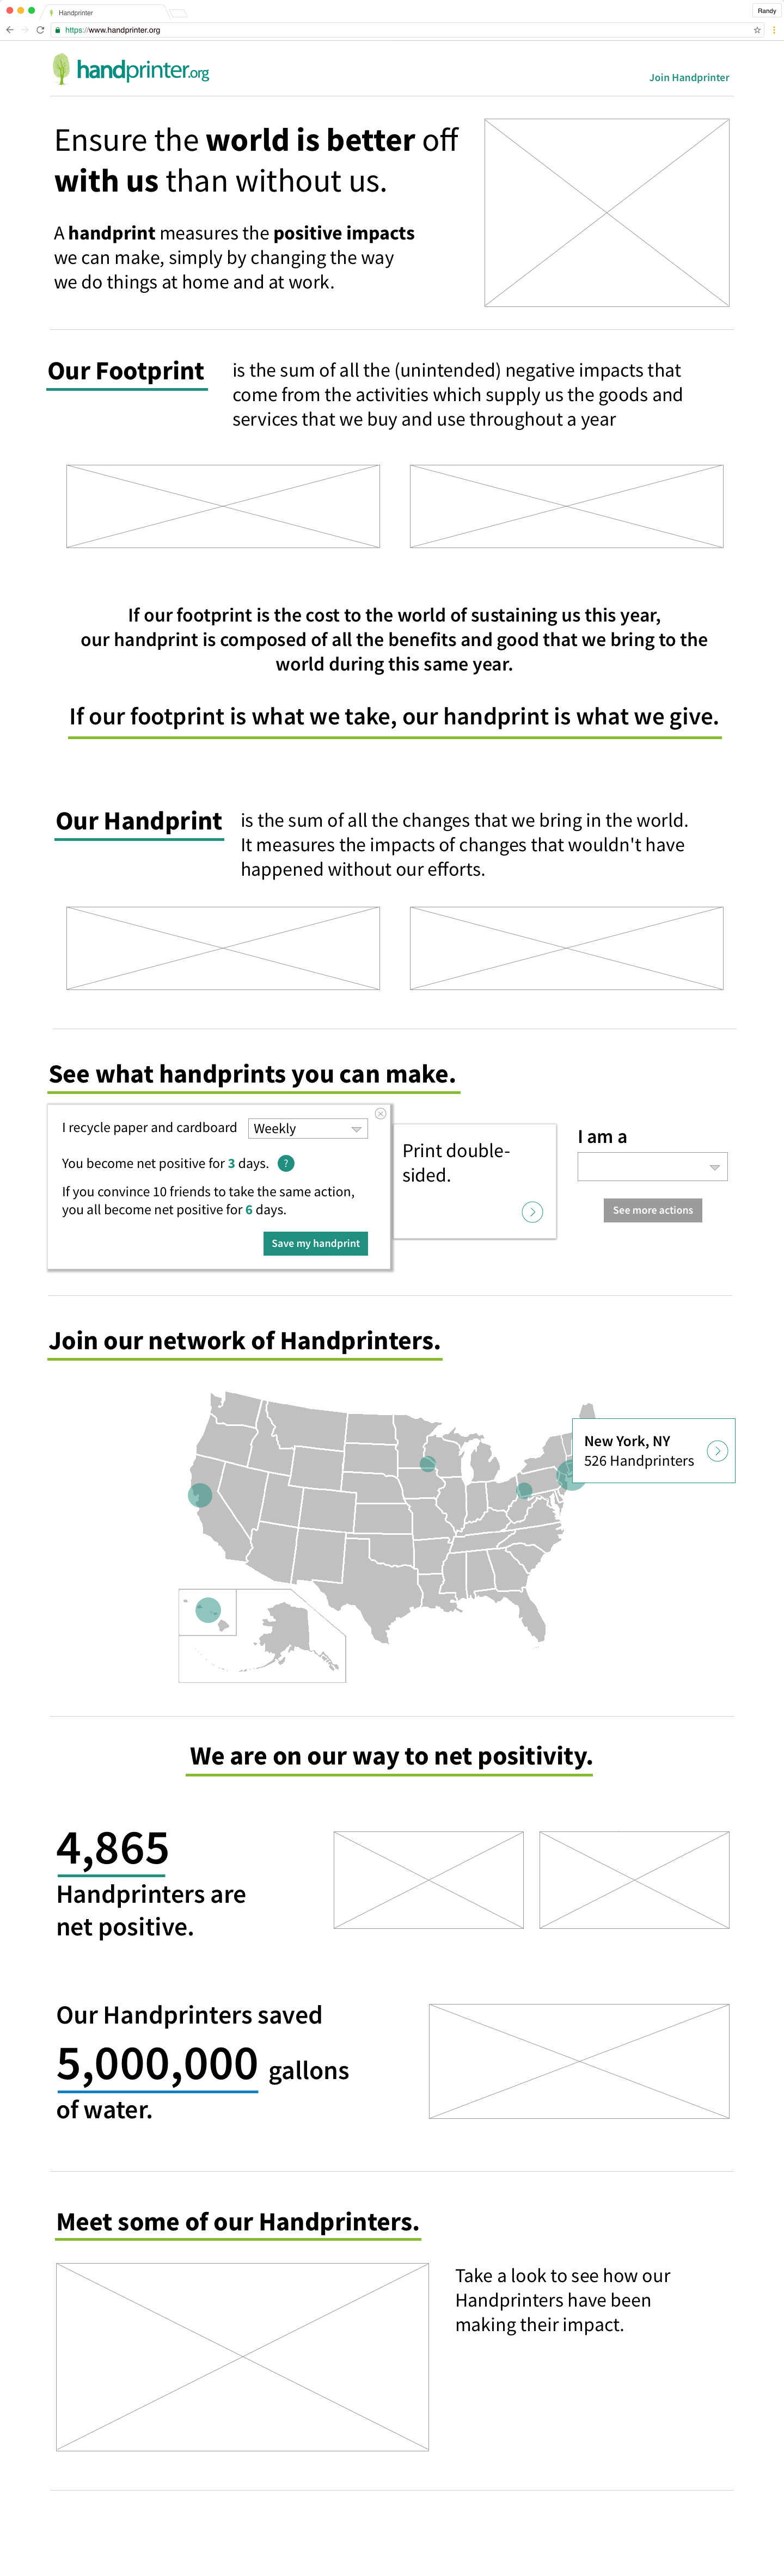 Handprinter
Randy
https://www.handprinter.org
handprinter.org
Join Handprinter
Ensure the world is better off
with us than without us.
A handprint measures the positive impacts
we can make, simply by changing the way
we do things at home and at work.
Our Footprint
is the sum of all the (unintended) negative impacts that
come from the activities which supply us the goods and
services that we buy and use throughout a year
If our footprint is the cost to the world of sustaining us this year,
our handprint is composed of all the benefits and good that we bring to the
world during this same year.
If our footprint is what we take, our handprint is what we give.
Our Handprint
is the sum of all the changes that we bring in the world.
It measures the impacts of changes that wouldn't have
happened without our efforts.
See what handprints you can make.
I recycle paper and cardboard
Weekly
You become net positive for 3 days.
?
If you convince 10 friends to take the same action,
you all become net positive for 6 days.
Save my handprint
Print double-
sided.
I am a
See more actions
Join our network of Handprinters.
New York, NY
526 Handprinters
We are on our way to net positivity.
4,865
Handprinters are
net positive.
Our Handprinters saved
5,000,000 gallons
of water.
Meet some of our Handprinters.
Take a look to see how our
Handprinters have been
making their impact.